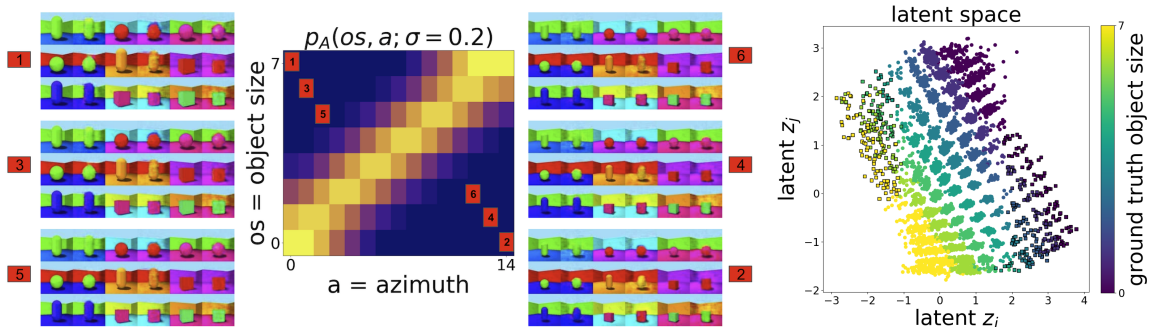 1
3
5
p_A(os, a; σ = 0.2)
os = object size
7
0
1
3
5
6
4
2
0 14
a = azimuth
6
4
2
latent space
latent z_j
3
2
1
0
−1
−2
−3 −2 −1 0 1 2 3 4
latent z_i
7
0
ground truth object size